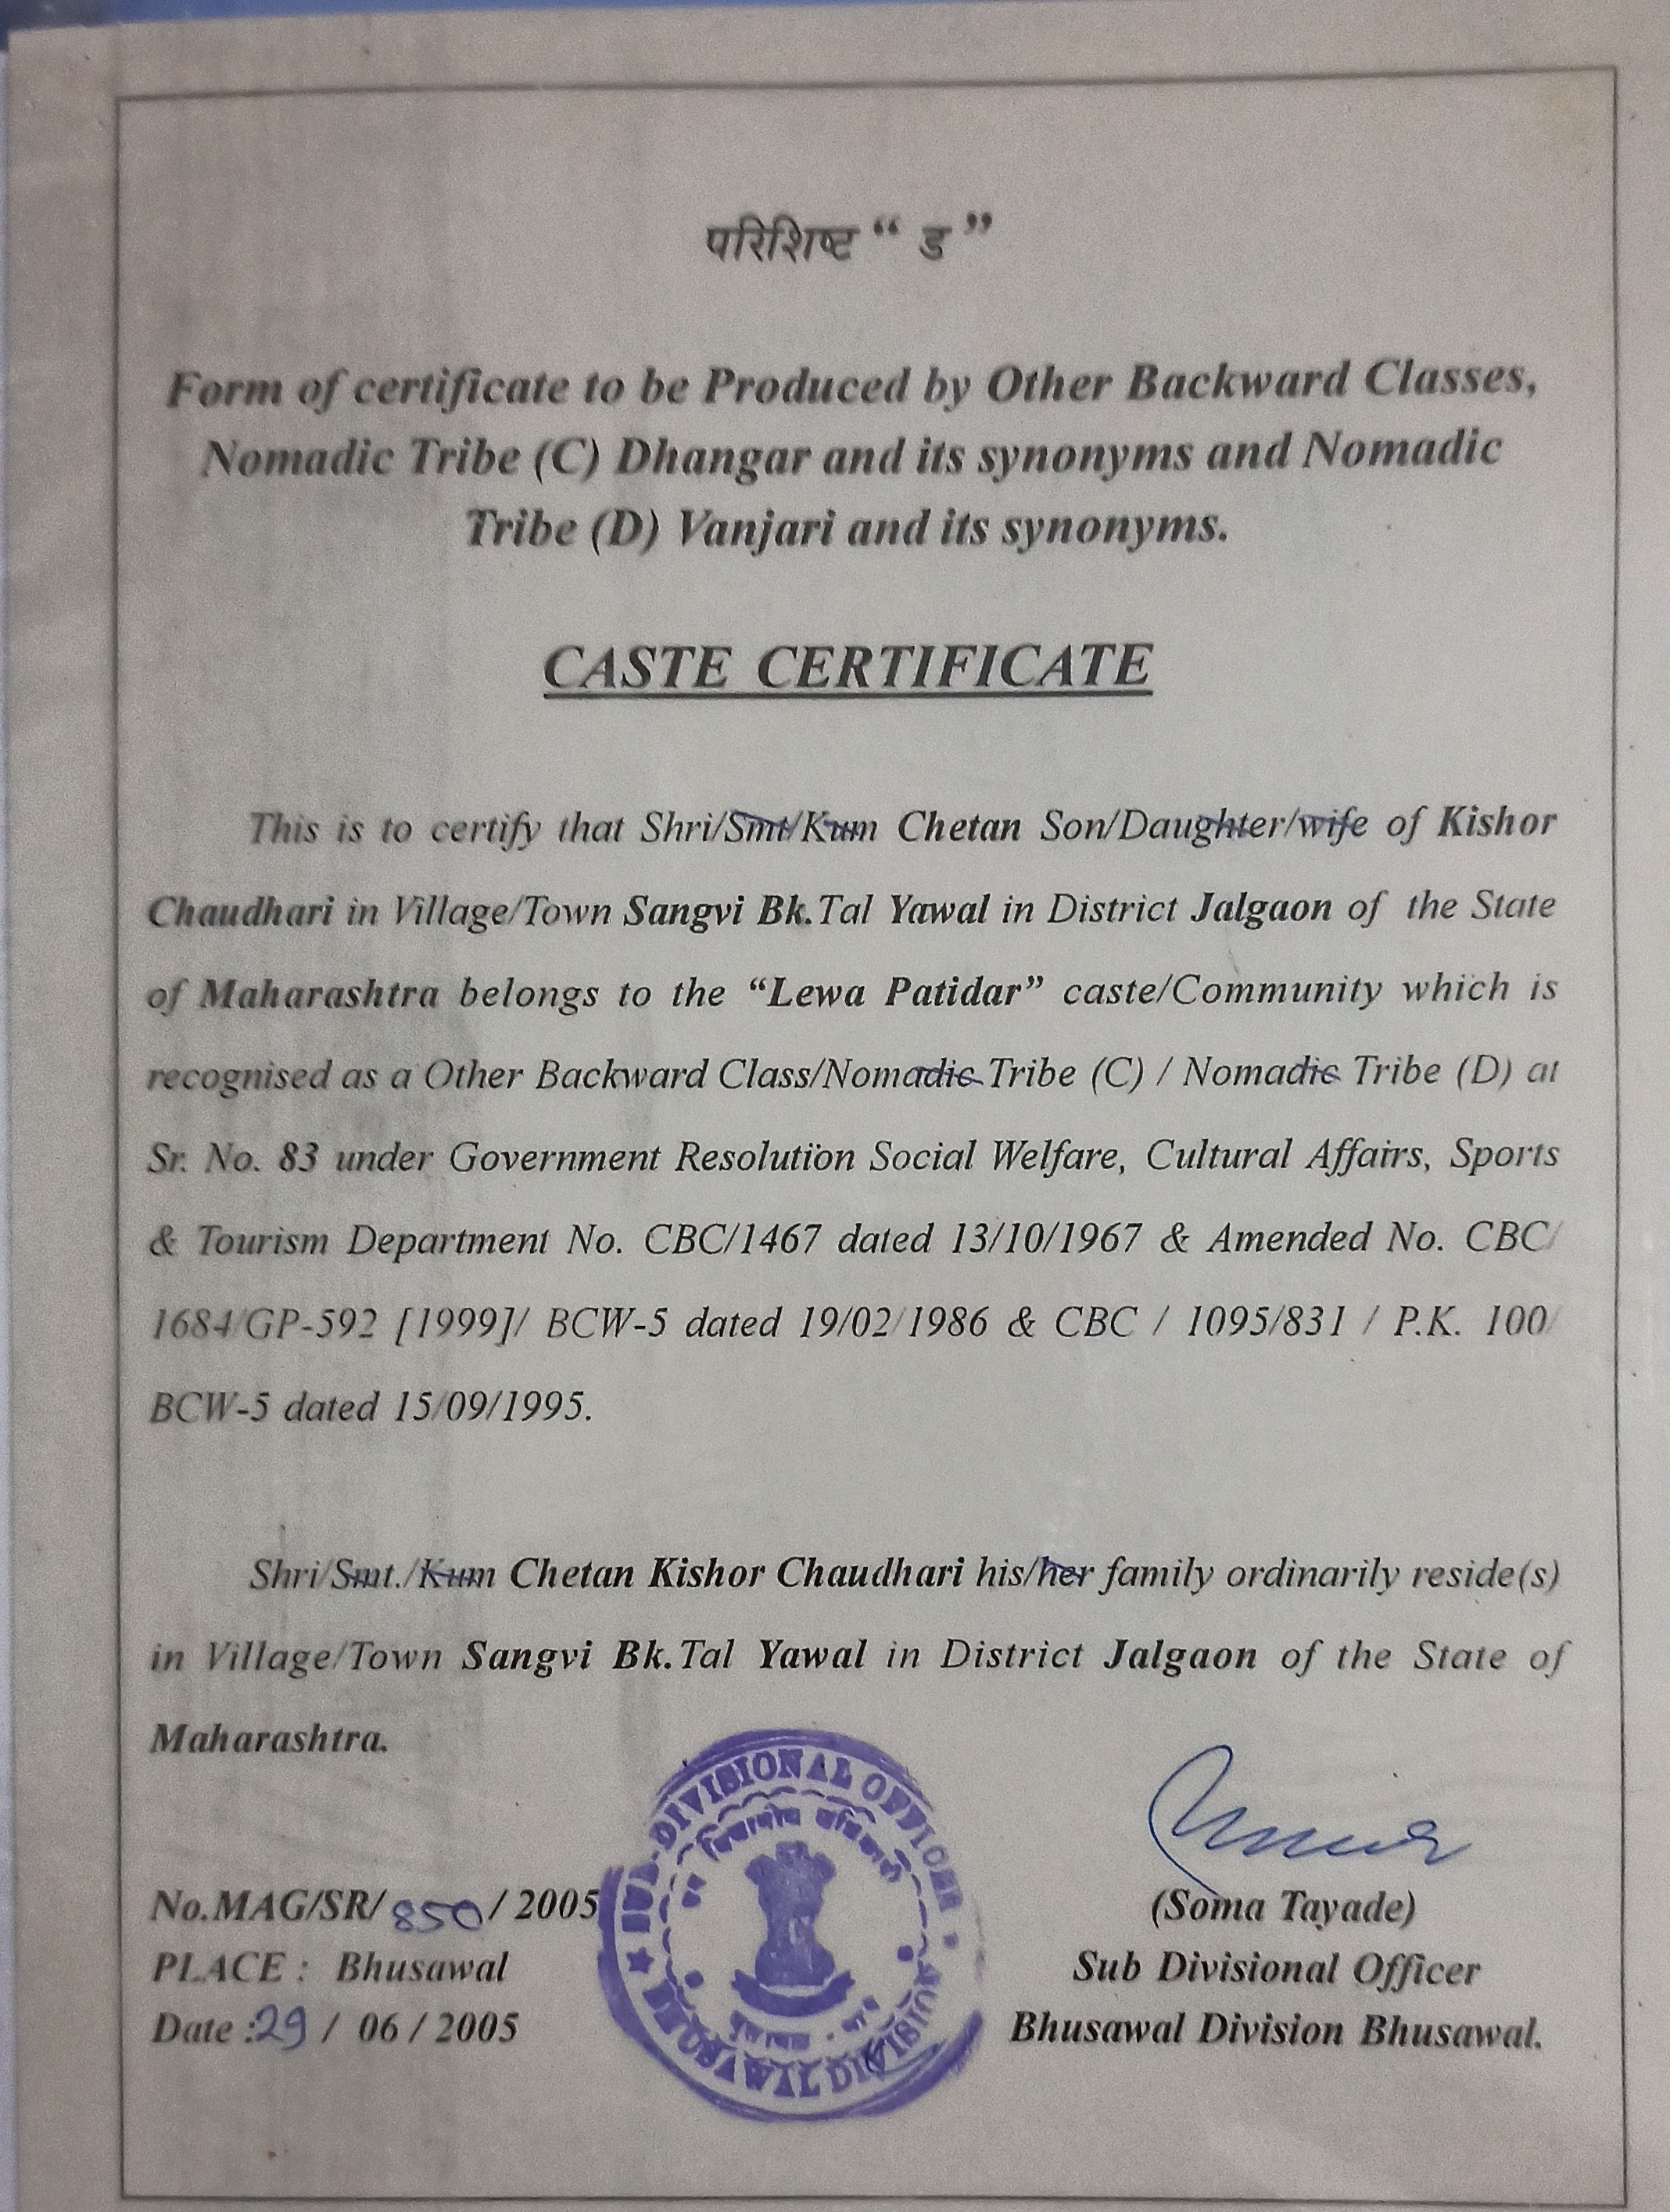 परिशिष्ट “ ड ”
Form of certificate to be Produced by Other Backward Classes,
Nomadic Tribe (C) Dhangar and its synonyms and Nomadic
Tribe (D) Vanjari and its synonyms.
CASTE CERTIFICATE
This is to certify that Shri/Smt/Kum Chetan Son/Daughter/wife of Kishor
Chaudhari in Village/Town Sangvi Bk.Tal Yawal in District Jalgaon of the State
of Maharashtra belongs to the “Lewa Patidar” caste/Community which is
recognised as a Other Backward Class/Nomadic Tribe (C) / Nomadic Tribe (D) at
Sr. No. 83 under Government Resolution Social Welfare, Cultural Affairs, Sports
& Tourism Department No. CBC/1467 dated 13/10/1967 & Amended No. CBC/
1684/GP-592 [1999]/ BCW-5 dated 19/02/1986 & CBC / 1095/831 / P.K. 100/
BCW-5 dated 15/09/1995.
Shri/Smt./Kum Chetan Kishor Chaudhari his/her family ordinarily reside(s)
in Village/Town Sangvi Bk.Tal Yawal in District Jalgaon of the State of
Maharashtra.
SUB-DIVISIONAL OFFICER
BHUSAWAL DIVISION
No.MAG/SR/ 850 / 2005
PLACE : Bhusawal
Date :29 / 06 / 2005
(Soma Tayade)
Sub Divisional Officer
Bhusawal Division Bhusawal.